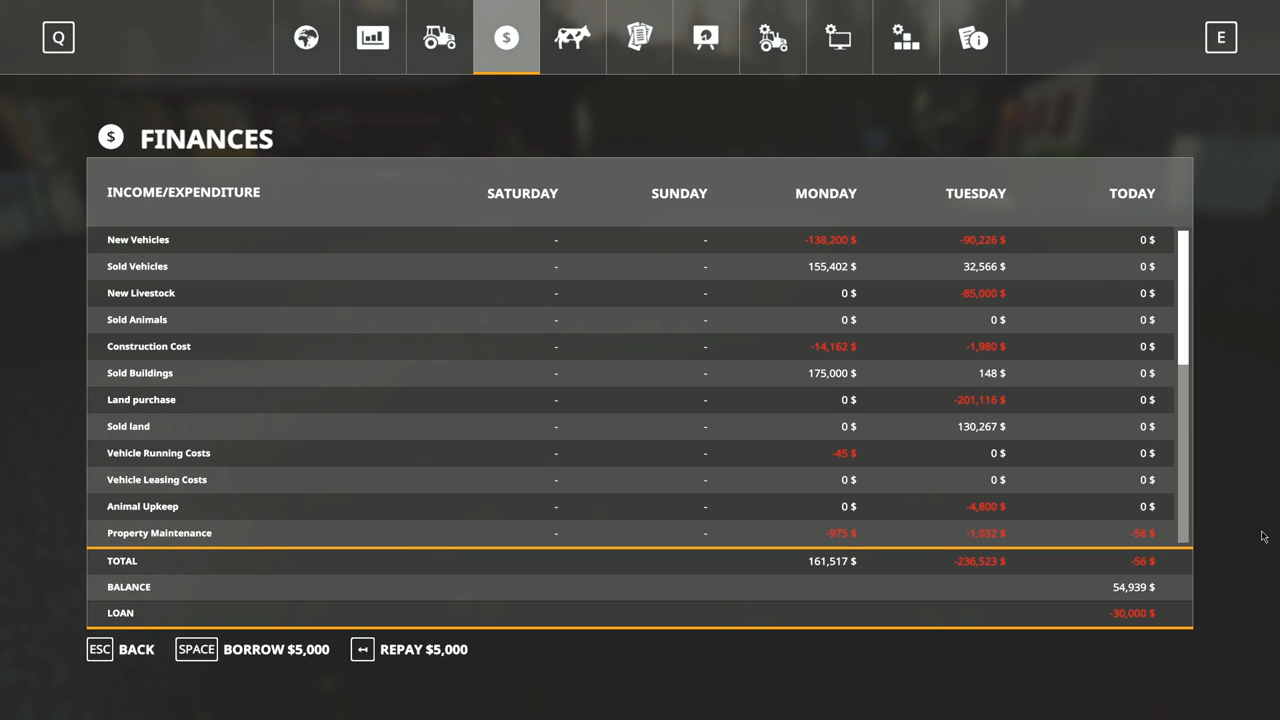 Q
$
i
E
$ FINANCES
INCOME/EXPENDITURE SATURDAY SUNDAY MONDAY TUESDAY TODAY
New Vehicles - - -138,200 $ -90,226 $ 0 $
Sold Vehicles - - 155,402 $ 32,566 $ 0 $
New Livestock - - 0 $ -85,000 $ 0 $
Sold Animals - - 0 $ 0 $ 0 $
Construction Cost - - -14,162 $ -1,980 $ 0 $
Sold Buildings - - 175,000 $ 148 $ 0 $
Land purchase - - 0 $ -201,116 $ 0 $
Sold land - - 0 $ 130,267 $ 0 $
Vehicle Running Costs - - -45 $ 0 $ 0 $
Vehicle Leasing Costs - - 0 $ 0 $ 0 $
Animal Upkeep - - 0 $ -4,800 $ 0 $
Property Maintenance - - -975 $ -1,032 $ -56 $
TOTAL 161,517 $ -236,523 $ -56 $
BALANCE 54,939 $
LOAN -30,000 $
ESC BACK SPACE BORROW $5,000 REPAY $5,000